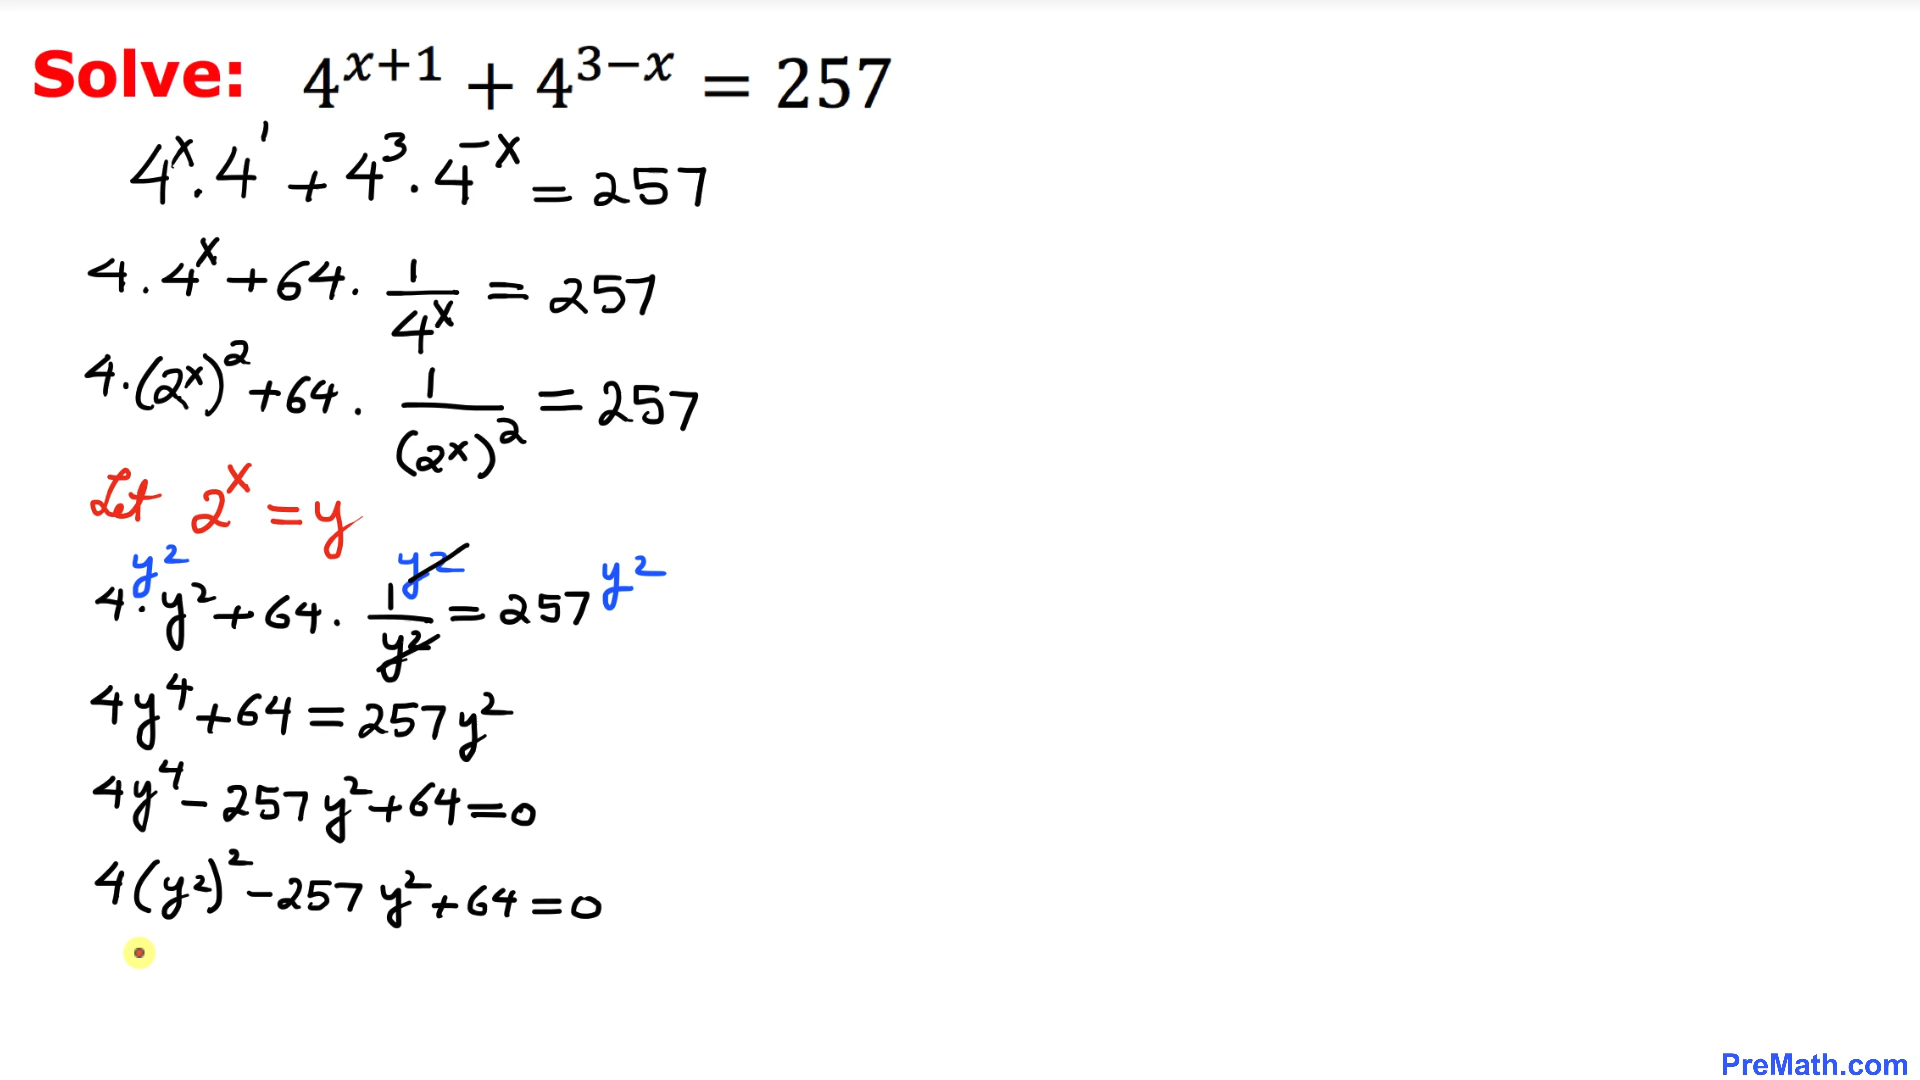 Solve: 4^{x+1} + 4^{3-x} = 257
4^x · 4^1 + 4^3 · 4^{-x} = 257
4 · 4^x + 64 · 1/4^x = 257
4 · (2^x)^2 + 64 · 1/(2^x)^2 = 257
Let 2^x = y
y^2 y^2 y^2
4 · y^2 + 64 · 1/y^2 = 257
4y^4 + 64 = 257y^2
4y^4 - 257y^2 + 64 = 0
4(y^2)^2 - 257y^2 + 64 = 0
PreMath.com